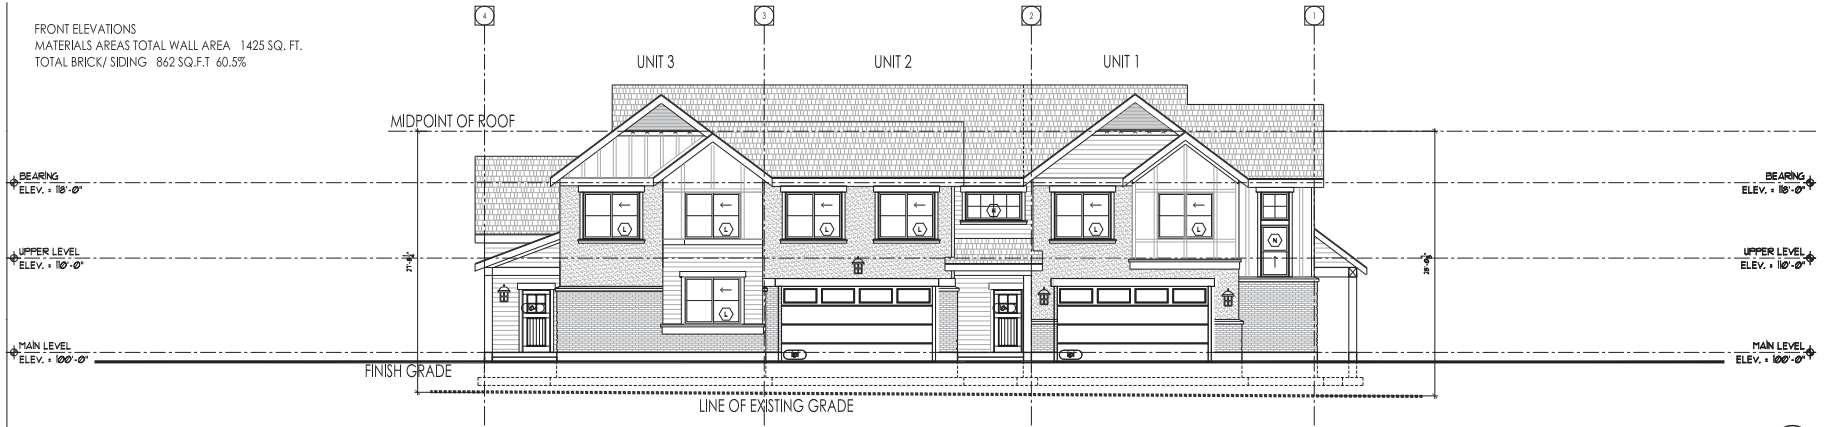 4
3
2
1
FRONT ELEVATIONS
MATERIALS AREAS TOTAL WALL AREA 1425 SQ. FT.
TOTAL BRICK/ SIDING 862 SQ.F.T 60.5%
UNIT 3
UNIT 2
UNIT 1
MIDPOINT OF ROOF
BEARING
ELEV. = 118'-0"
BEARING
ELEV. = 118'-0"
L
L
L
L
L
L
N
UPPER LEVEL
ELEV. = 110'-0"
UPPER LEVEL
ELEV. = 110'-0"
L
MAIN LEVEL
ELEV. = 100'-0"
MAIN LEVEL
ELEV. = 100'-0"
FINISH GRADE
LINE OF EXISTING GRADE